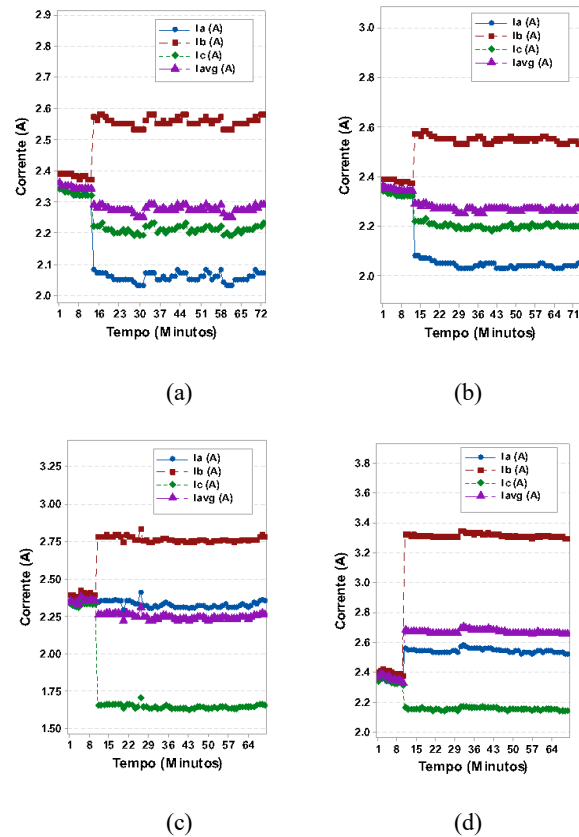 2.9
2.8
2.7
2.6
2.5
2.4
2.3
2.2
2.1
2.0
Corrente (A)
Ia (A)
Ib (A)
Ic (A)
Iavg (A)
1 8 16 23 30 37 44 51 58 65 72
Tempo (Minutos)
(a)
3.0
2.8
2.6
2.4
2.2
2.0
Corrente (A)
Ia (A)
Ib (A)
Ic (A)
Iavg (A)
1 8 15 22 29 36 43 50 57 64 71
Tempo (Minutos)
(b)
3.25
3.00
2.75
2.50
2.25
2.00
1.75
1.50
Corrente (A)
Ia (A)
Ib (A)
Ic (A)
Iavg (A)
1 8 15 22 29 36 43 50 57 64
Tempo (Minutos)
(c)
3.8
3.6
3.4
3.2
3.0
2.8
2.6
2.4
2.2
2.0
Corrente (A)
Ia (A)
Ib (A)
Ic (A)
Iavg (A)
1 8 15 22 29 36 43 50 57 64
Tempo (Minutos)
(d)